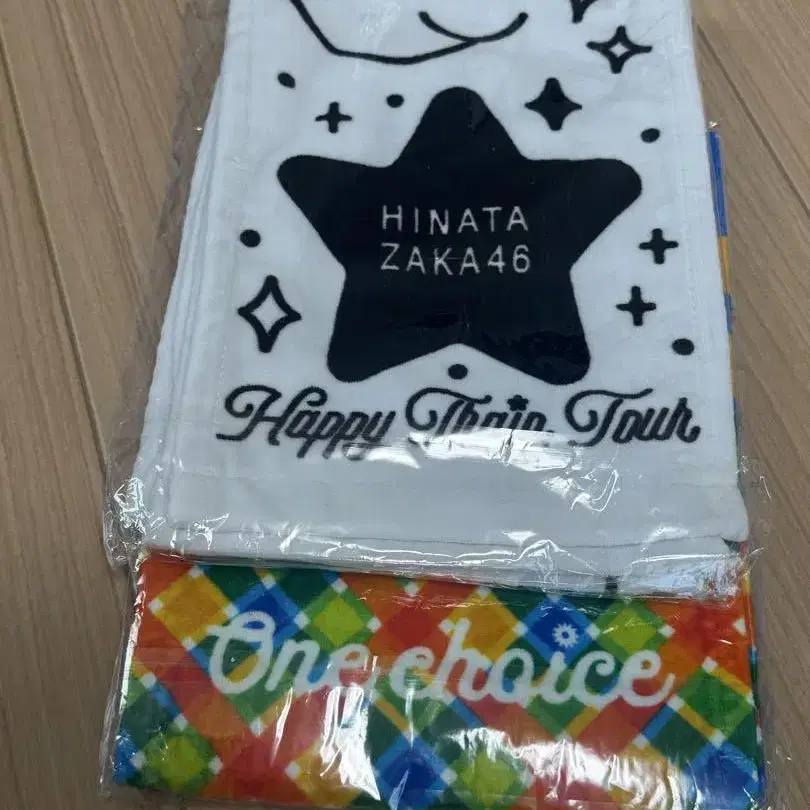 HINATA
ZAKA46
Happy Train Tour
One choice